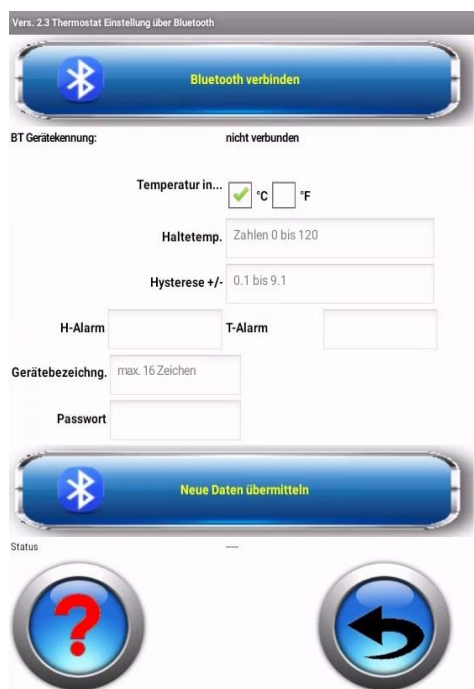 Vers. 2.3 Thermostat Einstellung über Bluetooth
Bluetooth verbinden
BT Gerätekennung: nicht verbunden
Temperatur in... °C °F
Haltetemp. Zahlen 0 bis 120
Hysterese +/- 0.1 bis 9.1
H-Alarm T-Alarm
Gerätebezeichng. max. 16 Zeichen
Passwort
Neue Daten übermitteln
Status —
?